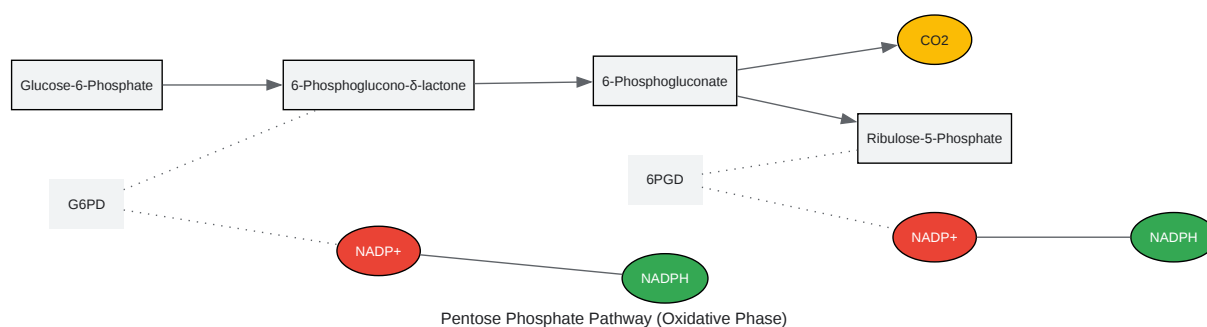 CO2
Glucose-6-Phosphate
6-Phosphoglucono-δ-lactone
6-Phosphogluconate
Ribulose-5-Phosphate
G6PD
6PGD
NADP+
NADPH
NADP+
NADPH
Pentose Phosphate Pathway (Oxidative Phase)